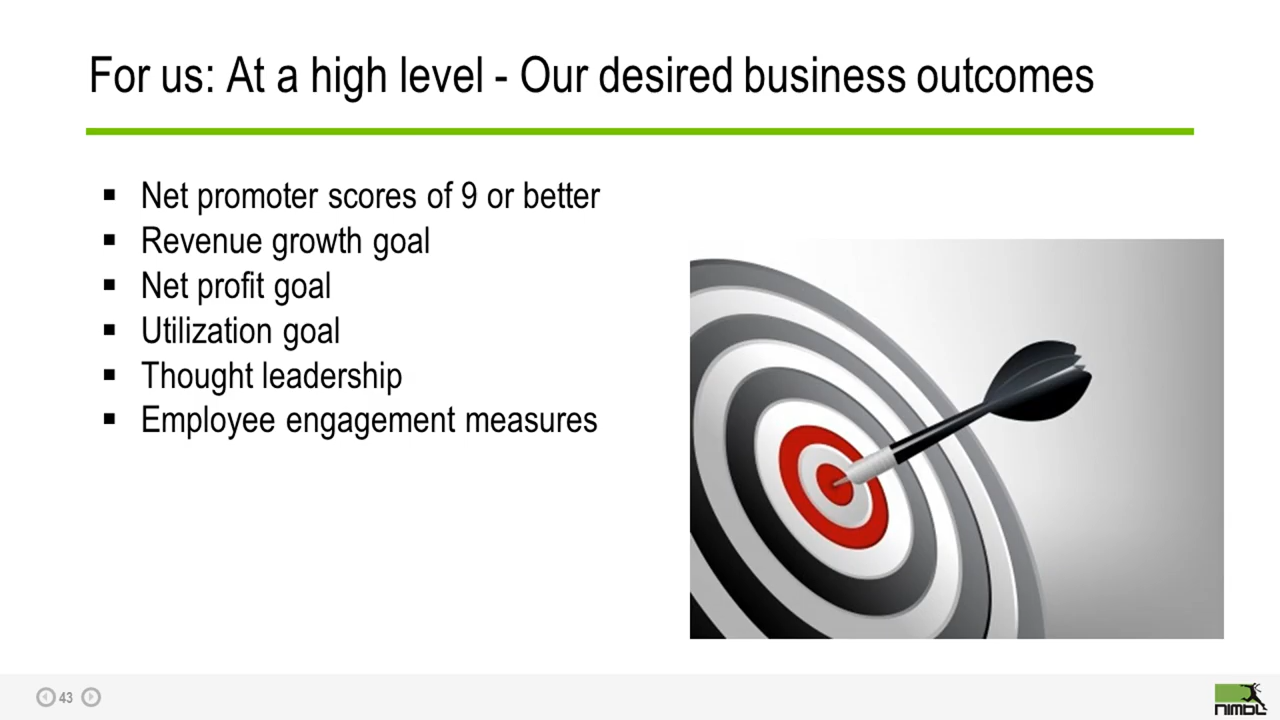 For us: At a high level - Our desired business outcomes
▪ Net promoter scores of 9 or better
▪ Revenue growth goal
▪ Net profit goal
▪ Utilization goal
▪ Thought leadership
▪ Employee engagement measures
43
nimbl